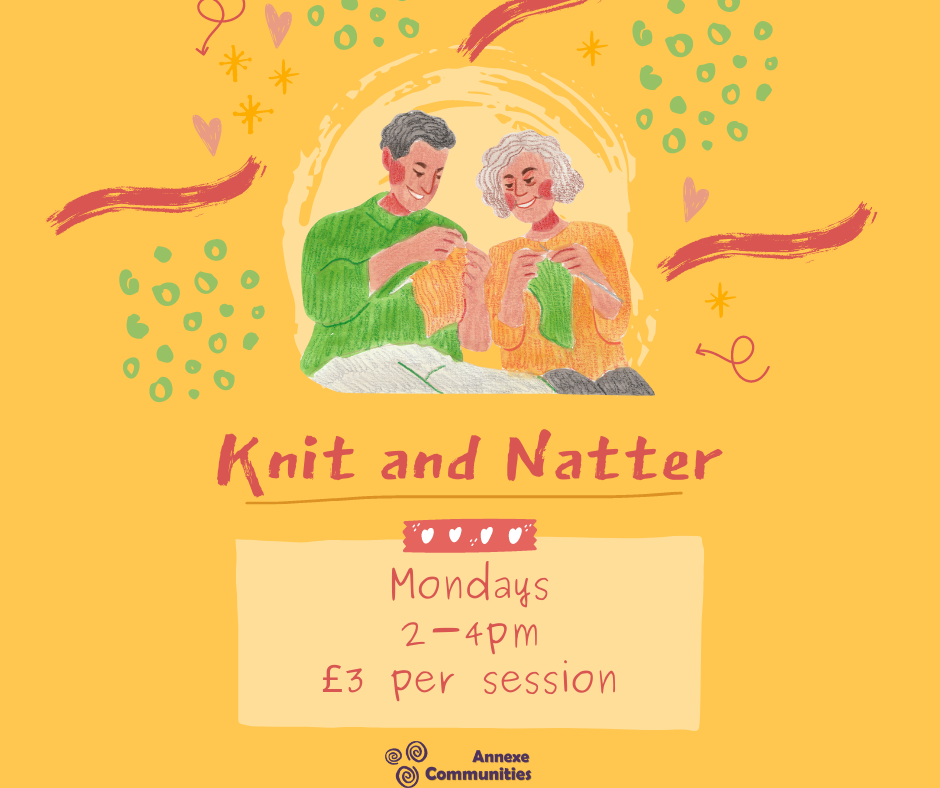 Knit and Natter
Mondays
2-4pm
£3 per session
Annexe
Communities